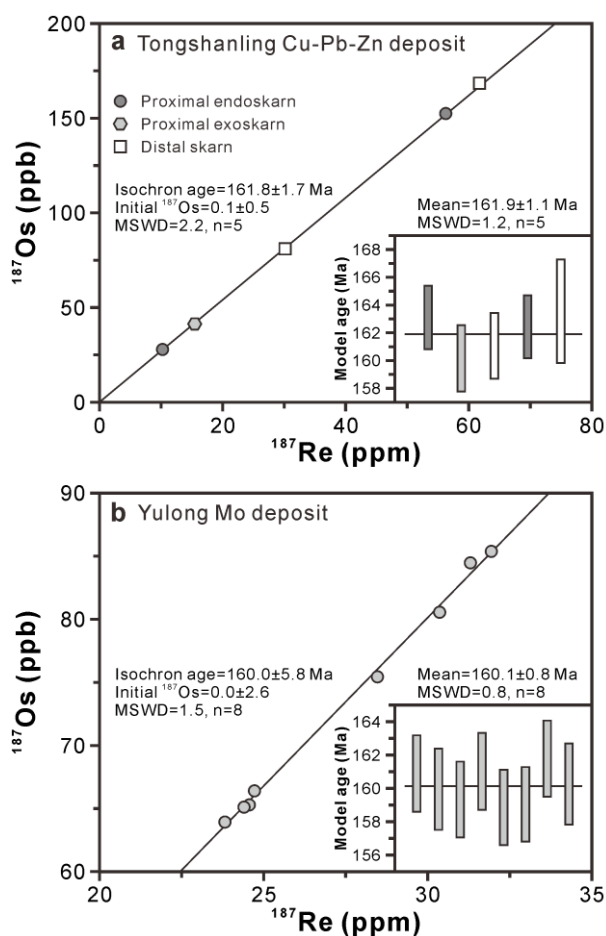 a Tongshanling Cu-Pb-Zn deposit
Proximal endoskarn
Proximal exoskarn
Distal skarn
Isochron age=161.8±1.7 Ma
Initial ¹⁸⁷Os=0.1±0.5
MSWD=2.2, n=5
Mean=161.9±1.1 Ma
MSWD=1.2, n=5
200
150
100
50
0
¹⁸⁷Os (ppb)
168
166
164
162
160
158
Model age (Ma)
0 20 40 60 80
¹⁸⁷Re (ppm)
b Yulong Mo deposit
Isochron age=160.0±5.8 Ma
Initial ¹⁸⁷Os=0.0±2.6
MSWD=1.5, n=8
Mean=160.1±0.8 Ma
MSWD=0.8, n=8
90
80
70
60
¹⁸⁷Os (ppb)
164
162
160
158
156
Model age (Ma)
20 25 30 35
¹⁸⁷Re (ppm)